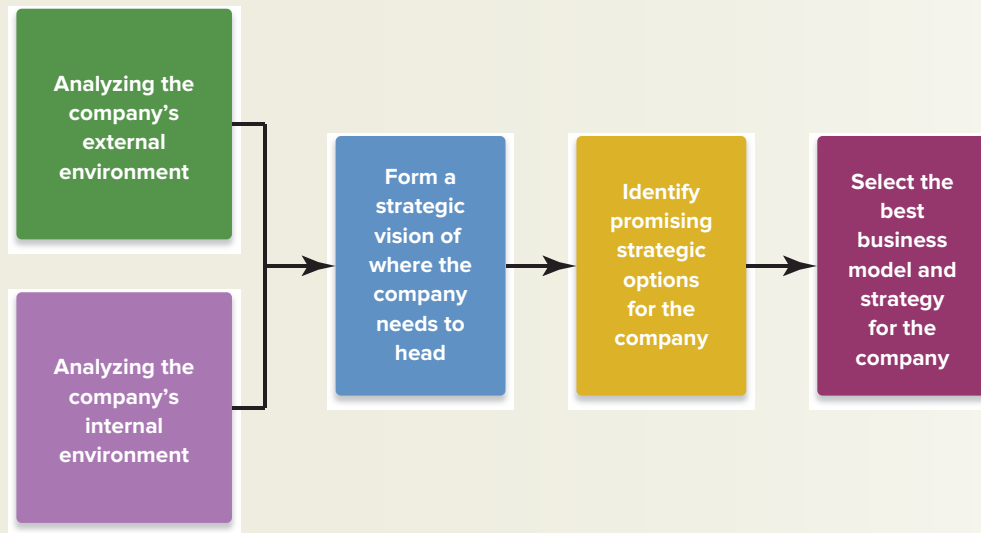 Analyzing the
company’s
external
environment
Analyzing the
company’s
internal
environment
Form a
strategic
vision of
where the
company
needs to
head
Identify
promising
strategic
options
for the
company
Select the
best
business
model and
strategy
for the
company